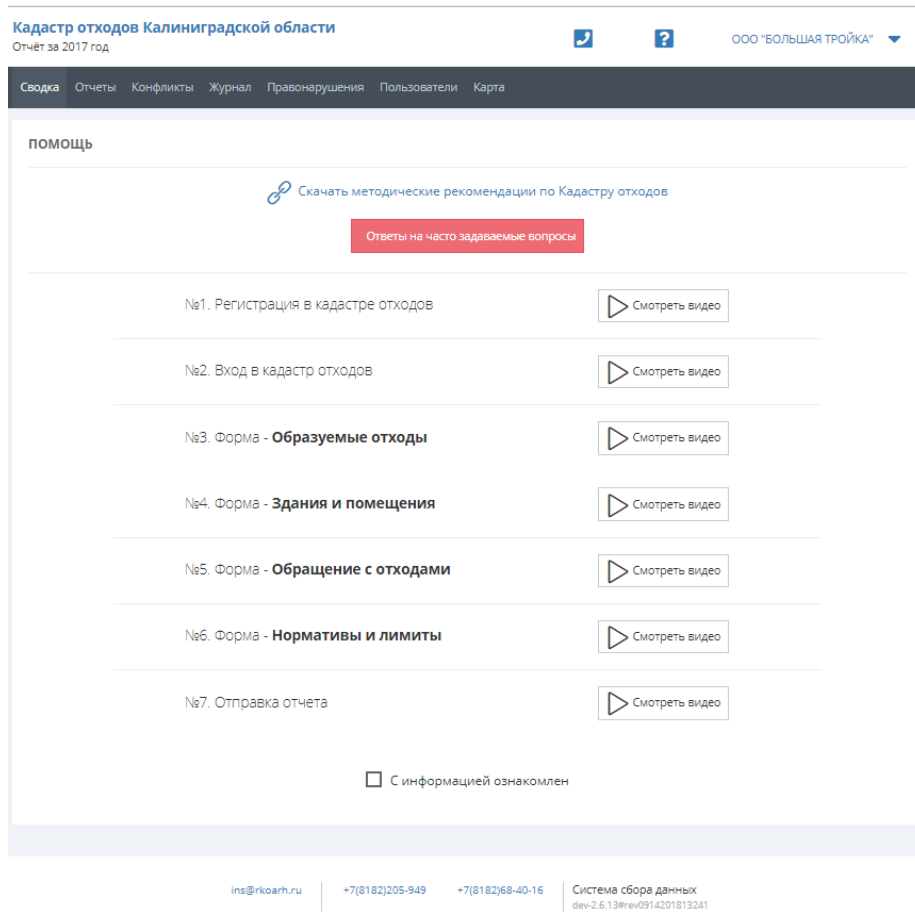 Кадастр отходов Калиниградской области
Отчёт за 2017 год
ООО "БОЛЬШАЯ ТРОЙКА"
Сводка Отчеты Конфликты Журнал Правонарушения Пользователи Карта
ПОМОЩЬ
Скачать методические рекомендации по Кадастру отходов
Ответы на часто задаваемые вопросы
№1. Регистрация в кадастре отходов Смотреть видео
№2. Вход в кадастр отходов Смотреть видео
№3. Форма - Образуемые отходы Смотреть видео
№4. Форма - Здания и помещения Смотреть видео
№5. Форма - Обращение с отходами Смотреть видео
№6. Форма - Нормативы и лимиты Смотреть видео
№7. Отправка отчета Смотреть видео
С информацией ознакомлен
ins@rkoarh.ru +7(8182)205-949 +7(8182)68-40-16 Система сбора данных
dev-2.6.13#rev0914201813241